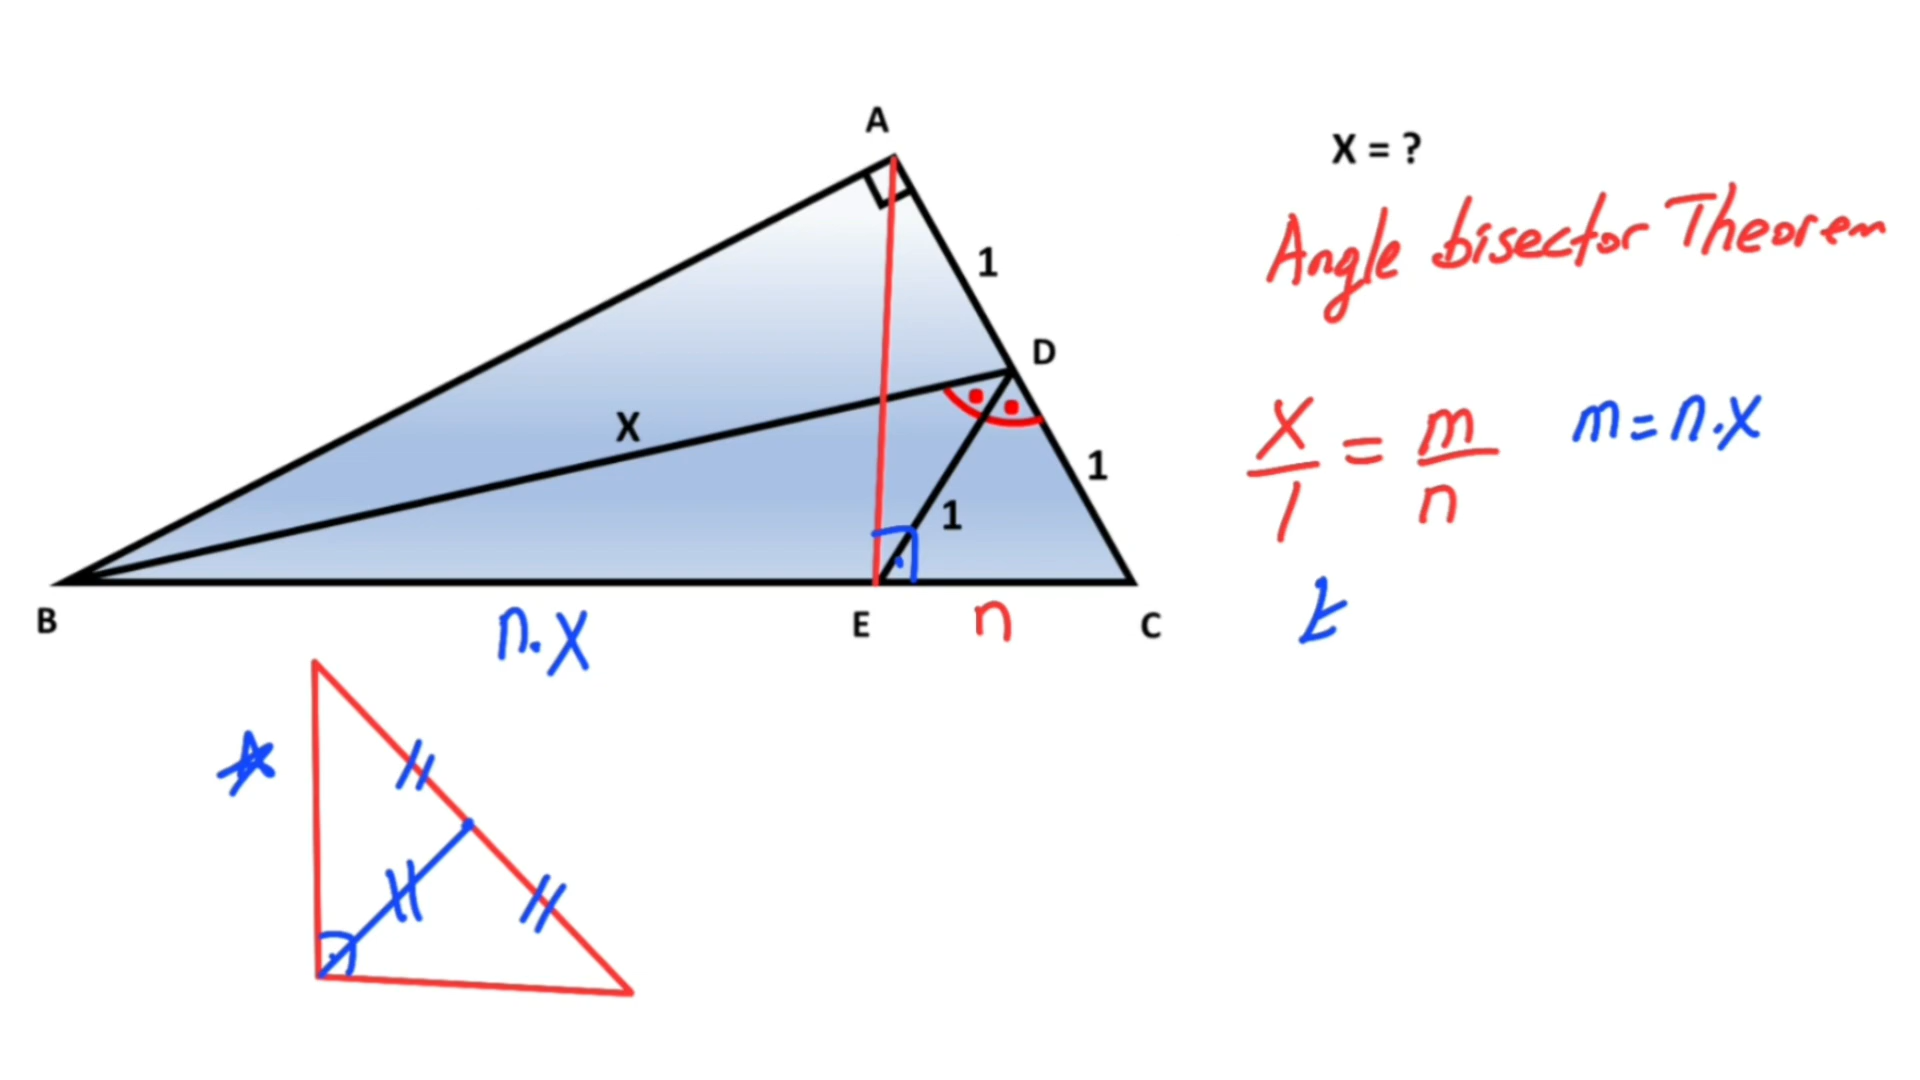 A
X = ?
Angle bisector Theorem
1
D
X
1
1
x/1 = m/n
m = n.x
B
E
n
C
n.x